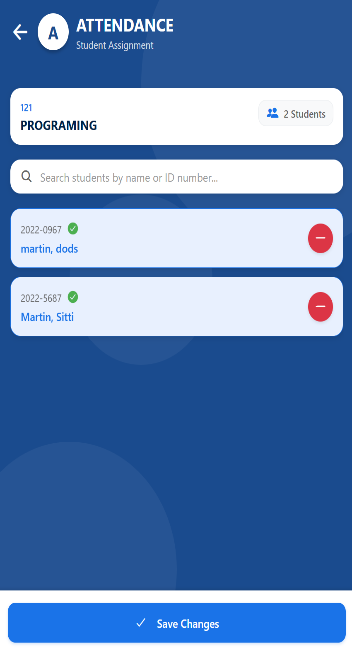 A
ATTENDANCE
Student Assignment
121
PROGRAMING
2 Students
Search students by name or ID number...
2022-0967
martin, dods
2022-5687
Martin, Sitti
Save Changes